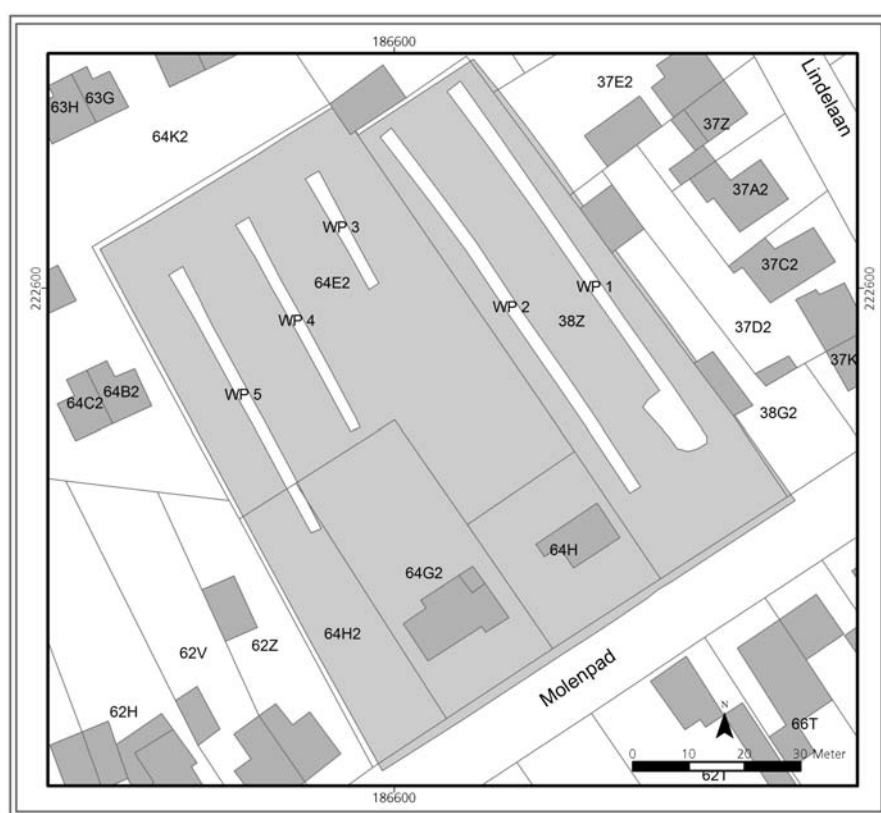 186600
37E2
Lindelaan
63H
63G
37Z
64K2
37A2
WP 3
37C2
64E2
222600
222600
WP 1
WP 2
WP 4
38Z
37D2
37K
WP 5
64C2
64B2
38G2
64H
64G2
64H2
62Z
62V
Molenpad
62H
N
66T
0 10 20 30 Meter
62T
186600